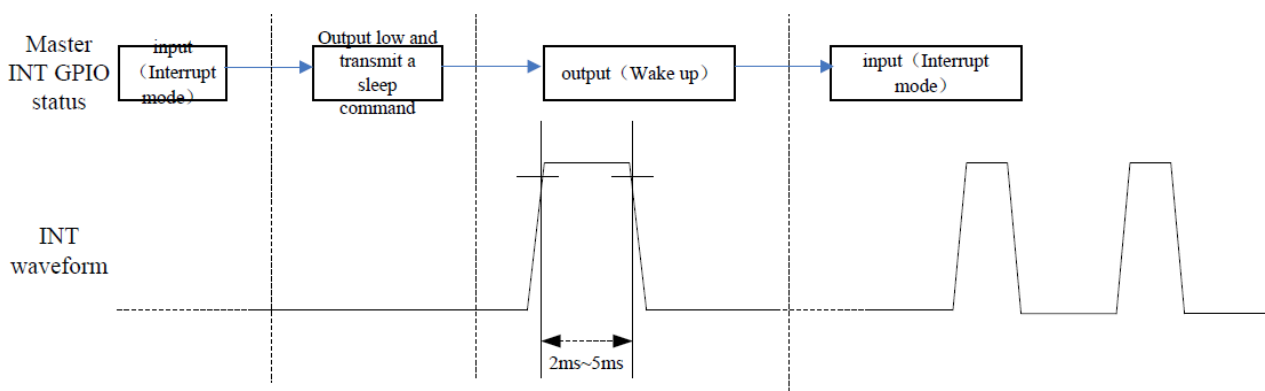 Master
INT GPIO
status
input
（Interrupt
mode）
Output low and
transmit a
sleep
command
output（Wake up）
input（Interrupt
mode）
INT
waveform
2ms~5ms